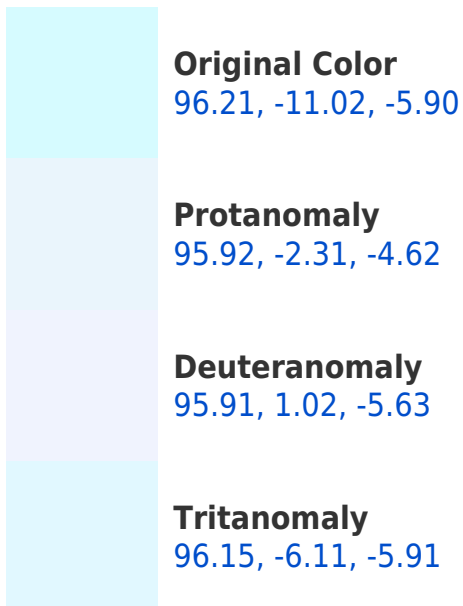 Original Color
96.21, -11.02, -5.90
Protanomaly
95.92, -2.31, -4.62
Deuteranomaly
95.91, 1.02, -5.63
Tritanomaly
96.15, -6.11, -5.91